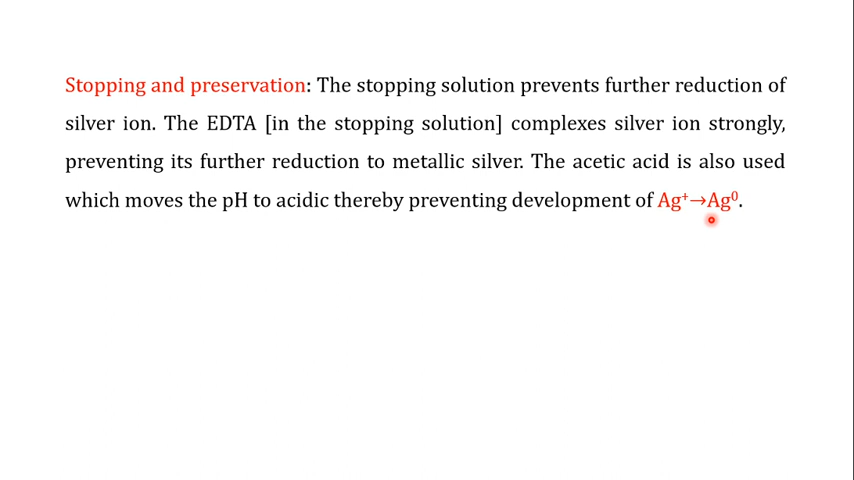 Stopping and preservation: The stopping solution prevents further reduction of
silver ion. The EDTA [in the stopping solution] complexes silver ion strongly,
preventing its further reduction to metallic silver. The acetic acid is also used
which moves the pH to acidic thereby preventing development of Ag⁺→Ag⁰.